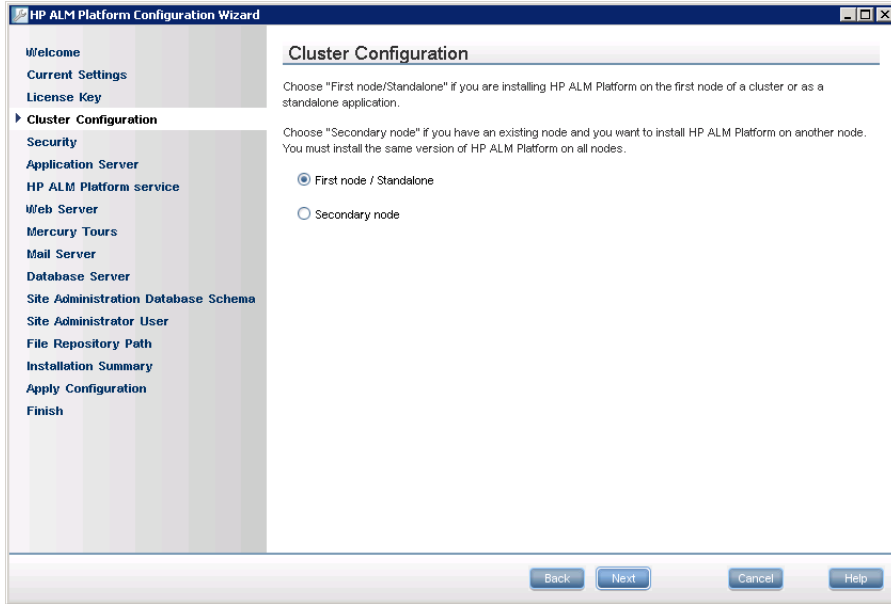 HP ALM Platform Configuration Wizard
Welcome
Current Settings
License Key
Cluster Configuration
Security
Application Server
HP ALM Platform service
Web Server
Mercury Tours
Mail Server
Database Server
Site Administration Database Schema
Site Administrator User
File Repository Path
Installation Summary
Apply Configuration
Finish
Cluster Configuration
Choose "First node/Standalone" if you are installing HP ALM Platform on the first node of a cluster or as a
standalone application.
Choose "Secondary node" if you have an existing node and you want to install HP ALM Platform on another node.
You must install the same version of HP ALM Platform on all nodes.
First node / Standalone
Secondary node
Back
Next
Cancel
Help